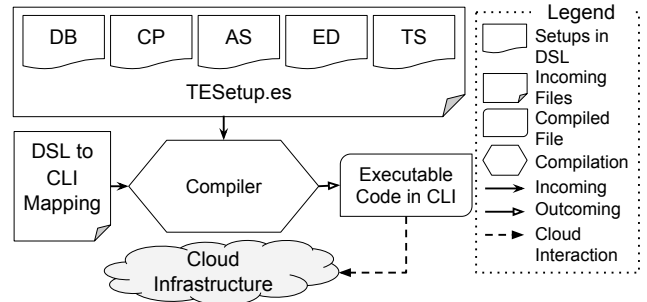 DB CP AS ED TS
TESetup.es
DSL to
CLI
Mapping
Compiler
Executable
Code in CLI
Cloud
Infrastructure
Legend
Setups in
DSL
Incoming
Files
Compiled
File
Compilation
Incoming
Outcoming
Cloud
Interaction